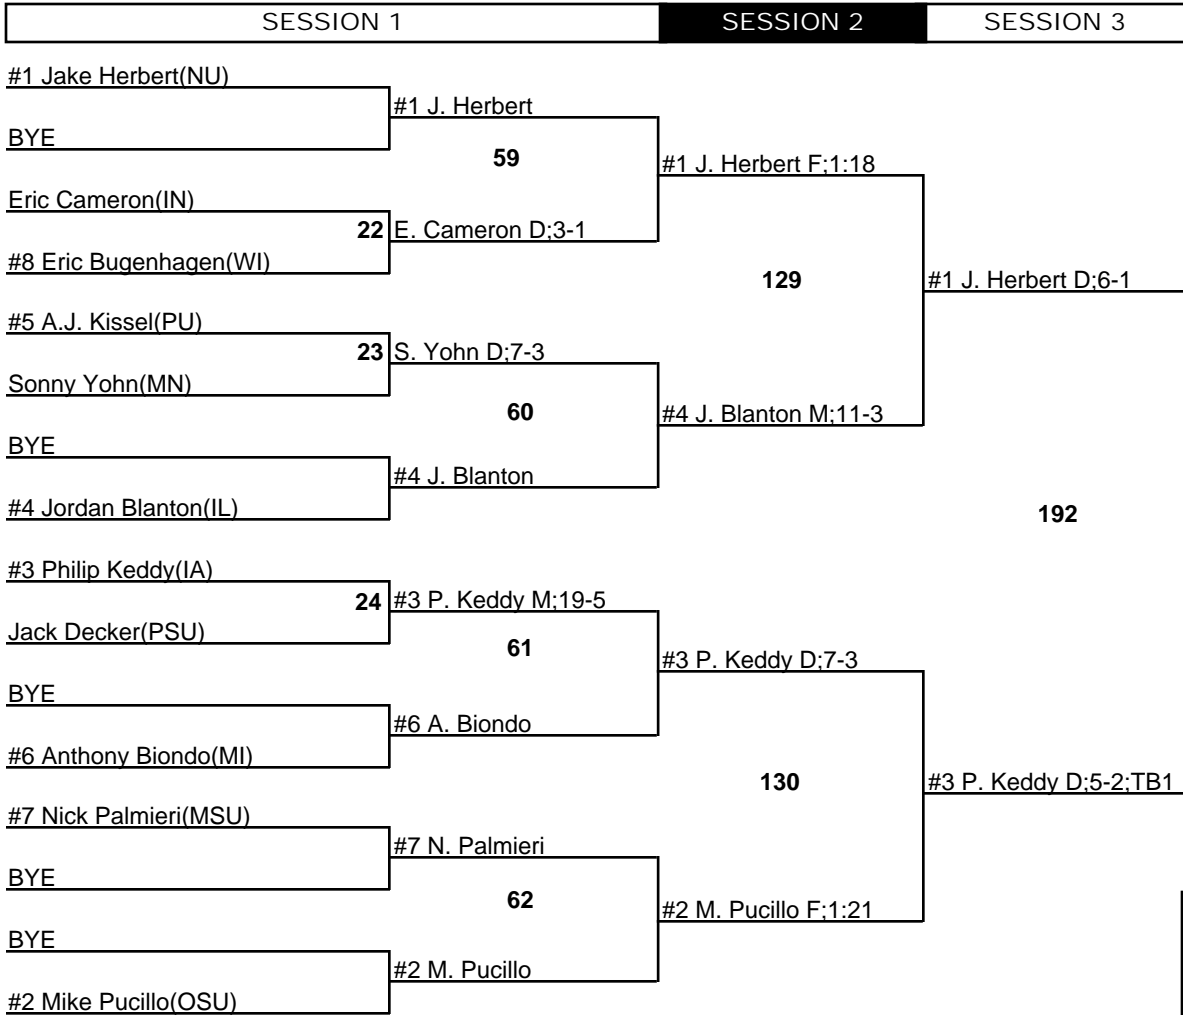 SESSION 1
SESSION 2
SESSION 3
#1 Jake Herbert(NU)
BYE
Eric Cameron(IN)
22
#8 Eric Bugenhagen(WI)
#5 A.J. Kissel(PU)
23
Sonny Yohn(MN)
BYE
#4 Jordan Blanton(IL)
#3 Philip Keddy(IA)
24
Jack Decker(PSU)
BYE
#6 Anthony Biondo(MI)
#7 Nick Palmieri(MSU)
BYE
BYE
#2 Mike Pucillo(OSU)
#1 J. Herbert
59
E. Cameron D;3-1
S. Yohn D;7-3
60
#4 J. Blanton
#3 P. Keddy M;19-5
61
#6 A. Biondo
#7 N. Palmieri
62
#2 M. Pucillo
#1 J. Herbert F;1:18
129
#4 J. Blanton M;11-3
#3 P. Keddy D;7-3
130
#2 M. Pucillo F;1:21
#1 J. Herbert D;6-1
192
#3 P. Keddy D;5-2;TB1